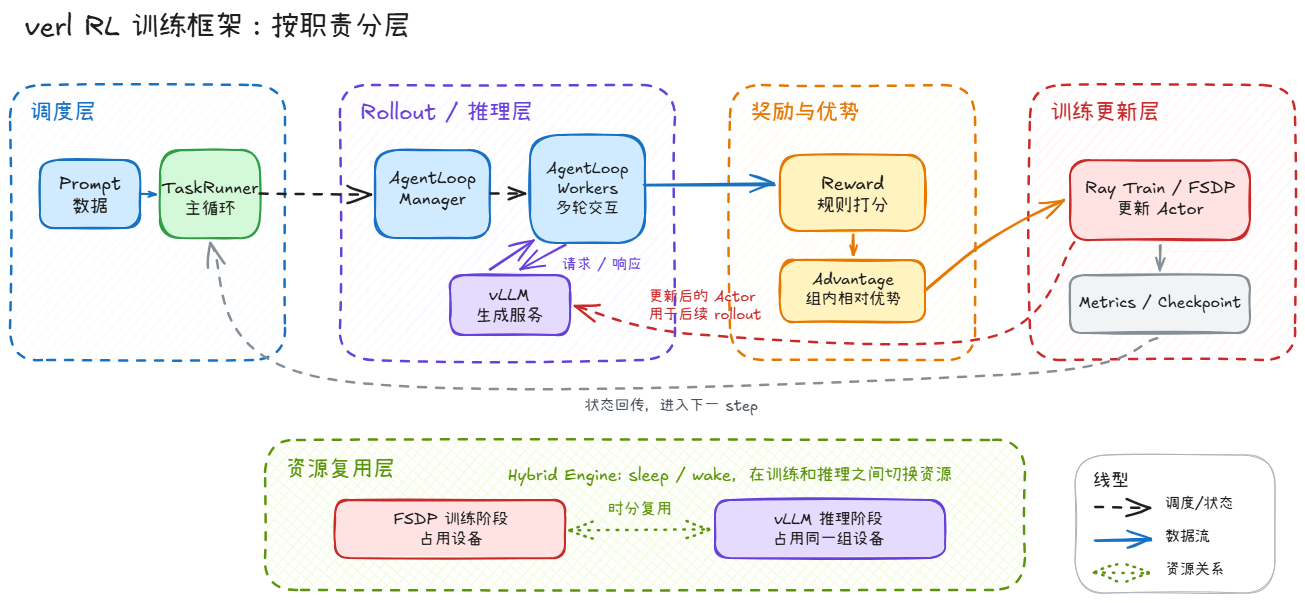 verl RL 训练框架：按职责分层
调度层
Prompt
数据
TaskRunner
主循环
Rollout / 推理层
AgentLoop
Manager
AgentLoop
Workers
多轮交互
请求 / 响应
vLLM
生成服务
奖励与优势
Reward
规则打分
Advantage
组内相对优势
更新后的 Actor
用于后续 rollout
训练更新层
Ray Train / FSDP
更新 Actor
Metrics / Checkpoint
状态回传，进入下一 step
资源复用层
Hybrid Engine: sleep / wake，在训练和推理之间切换资源
FSDP 训练阶段
占用设备
时分复用
vLLM 推理阶段
占用同一组设备
线型
调度/状态
数据流
资源关系